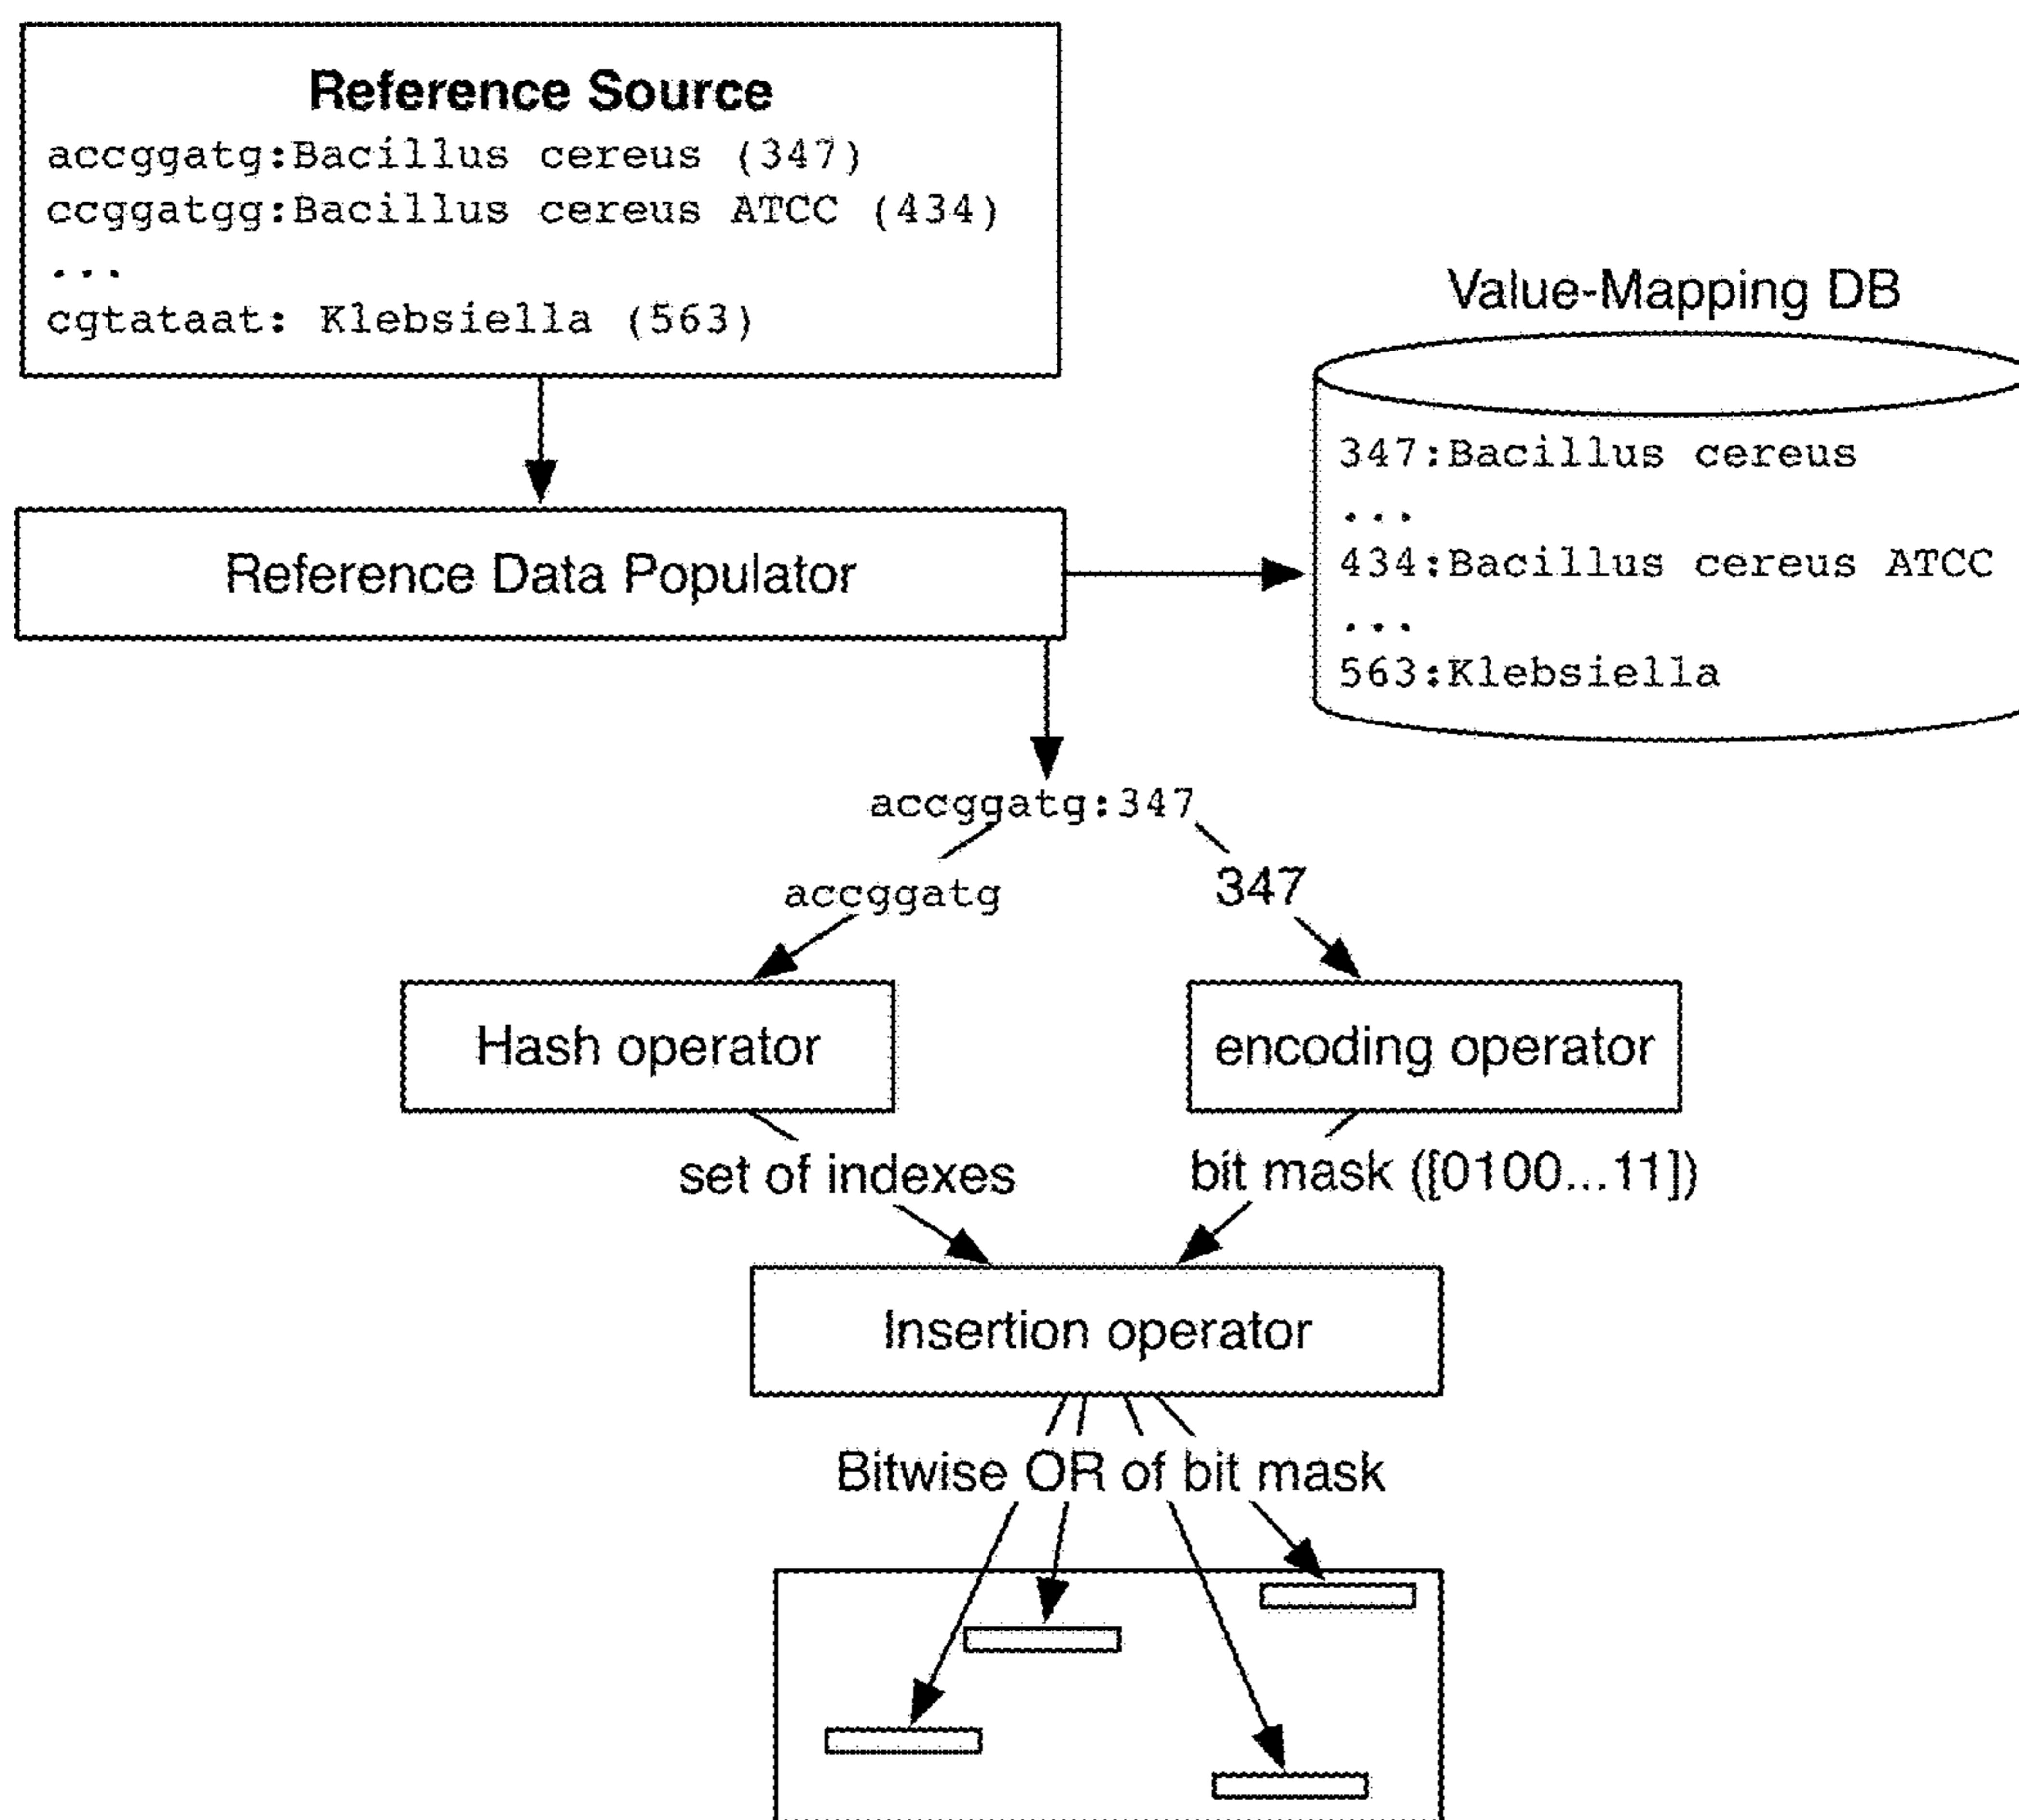 Reference Source
accggatg:Bacillus cereus (347)
ccggatgg:Bacillus cereus ATCC (434)
...
cgtataat: Klebsiella (563)
Value-Mapping DB
347:Bacillus cereus
...
434:Bacillus cereus ATCC
...
563:Klebsiella
Reference Data Populator
accggatg:347
accggatg
347
Hash operator
encoding operator
set of indexes
bit mask ([0100...11])
Insertion operator
Bitwise OR of bit mask